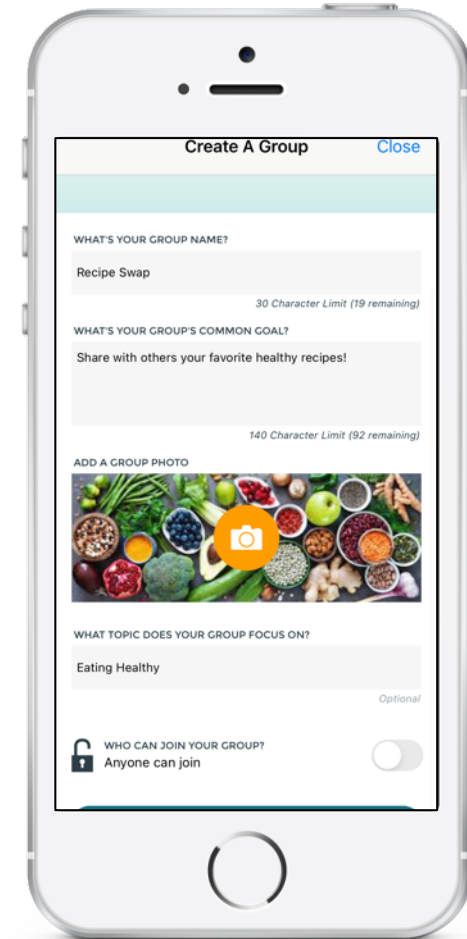 Create A Group Close
WHAT'S YOUR GROUP NAME?
Recipe Swap
30 Character Limit (19 remaining)
WHAT'S YOUR GROUP'S COMMON GOAL?
Share with others your favorite healthy recipes!
140 Character Limit (92 remaining)
ADD A GROUP PHOTO
WHAT TOPIC DOES YOUR GROUP FOCUS ON?
Eating Healthy
Optional
WHO CAN JOIN YOUR GROUP?
Anyone can join